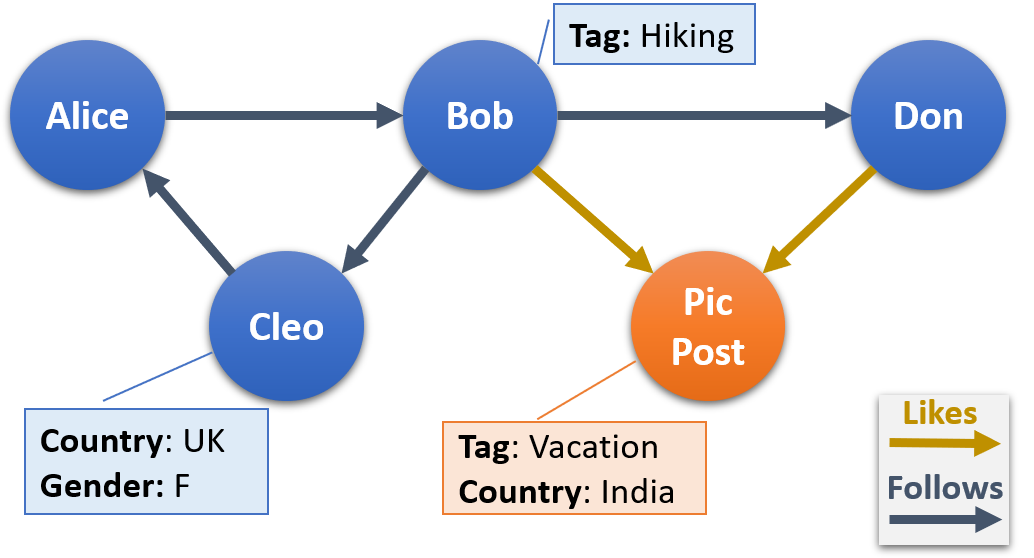 Tag: Hiking
Alice
Bob
Don
Cleo
Pic
Post
Country: UK
Gender: F
Tag: Vacation
Country: India
Likes
Follows